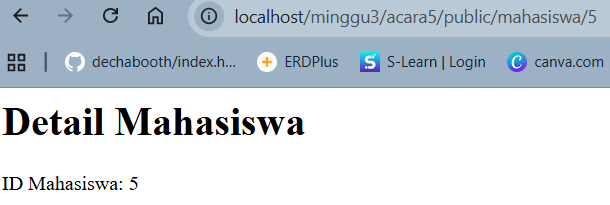 localhost/minggu3/acara5/public/mahasiswa/5
dechabooth/index.h... ERDPlus S-Learn | Login canva.com
Detail Mahasiswa
ID Mahasiswa: 5